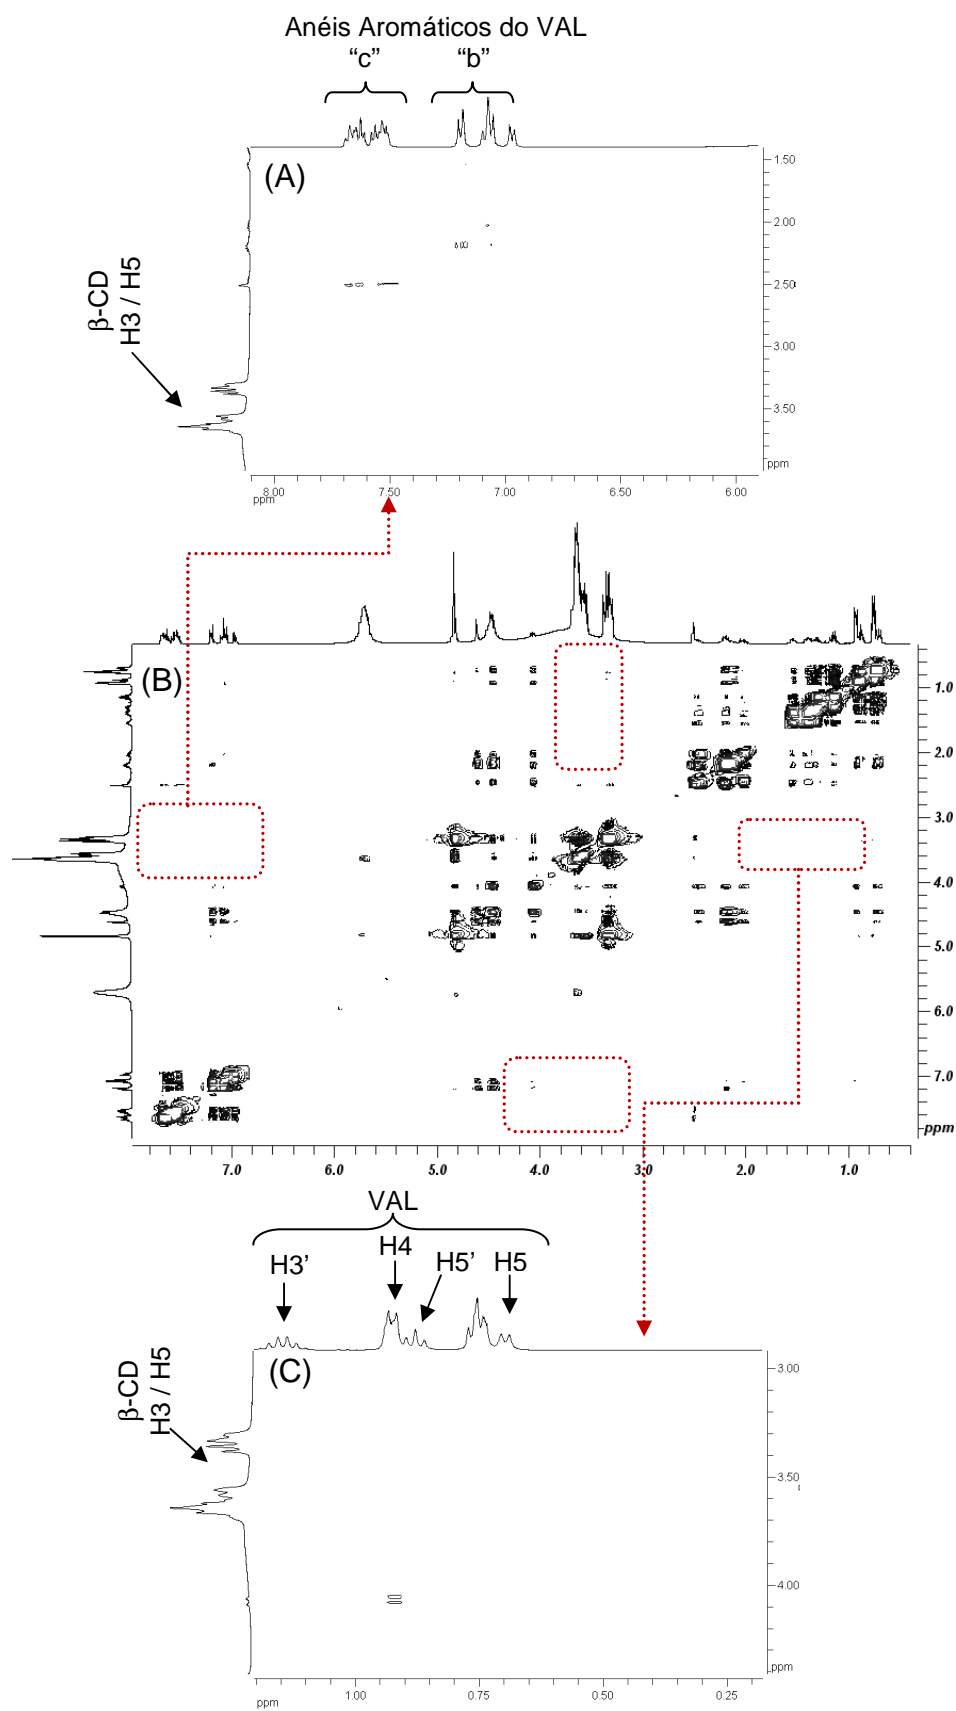 Anéis Aromáticos do VAL
“c” “b”
(A)
β-CD
H3 / H5
1.50
2.00
2.50
3.00
3.50
ppm
8.00 7.50 7.00 6.50 6.00
ppm
(B)
1.0
2.0
3.0
4.0
5.0
6.0
7.0
ppm
7.0 6.0 5.0 4.0 3.0 2.0 1.0
VAL
H3’ H4 H5’ H5
(C)
β-CD
H3 / H5
3.00
3.50
4.00
ppm
ppm 1.00 0.75 0.50 0.25